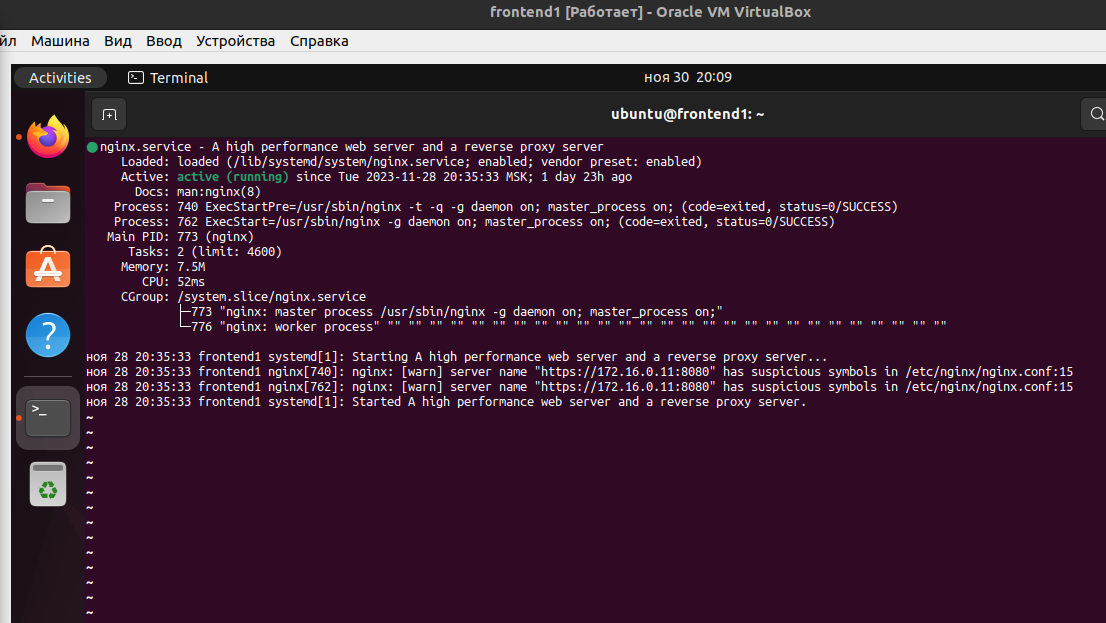 frontend1 [Работает] - Oracle VM VirtualBox
йл Машина Вид Ввод Устройства Справка
Activities Terminal ноя 30 20:09
ubuntu@frontend1: ~
nginx.service - A high performance web server and a reverse proxy server
Loaded: loaded (/lib/systemd/system/nginx.service; enabled; vendor preset: enabled)
Active: active (running) since Tue 2023-11-28 20:35:33 MSK; 1 day 23h ago
Docs: man:nginx(8)
Process: 740 ExecStartPre=/usr/sbin/nginx -t -q -g daemon on; master_process on; (code=exited, status=0/SUCCESS)
Process: 762 ExecStart=/usr/sbin/nginx -g daemon on; master_process on; (code=exited, status=0/SUCCESS)
Main PID: 773 (nginx)
Tasks: 2 (limit: 4600)
Memory: 7.5M
CPU: 52ms
CGroup: /system.slice/nginx.service
├─773 "nginx: master process /usr/sbin/nginx -g daemon on; master_process on;"
└─776 "nginx: worker process" "" "" "" "" "" "" "" "" "" "" "" "" "" "" "" "" "" "" "" "" "" "" "" "" "" "" ""
ноя 28 20:35:33 frontend1 systemd[1]: Starting A high performance web server and a reverse proxy server...
ноя 28 20:35:33 frontend1 nginx[740]: nginx: [warn] server name "https://172.16.0.11:8080" has suspicious symbols in /etc/nginx/nginx.conf:15
ноя 28 20:35:33 frontend1 nginx[762]: nginx: [warn] server name "https://172.16.0.11:8080" has suspicious symbols in /etc/nginx/nginx.conf:15
ноя 28 20:35:33 frontend1 systemd[1]: Started A high performance web server and a reverse proxy server.
~
~
~
~
~
~
~
~
~
~
~
~
~
~